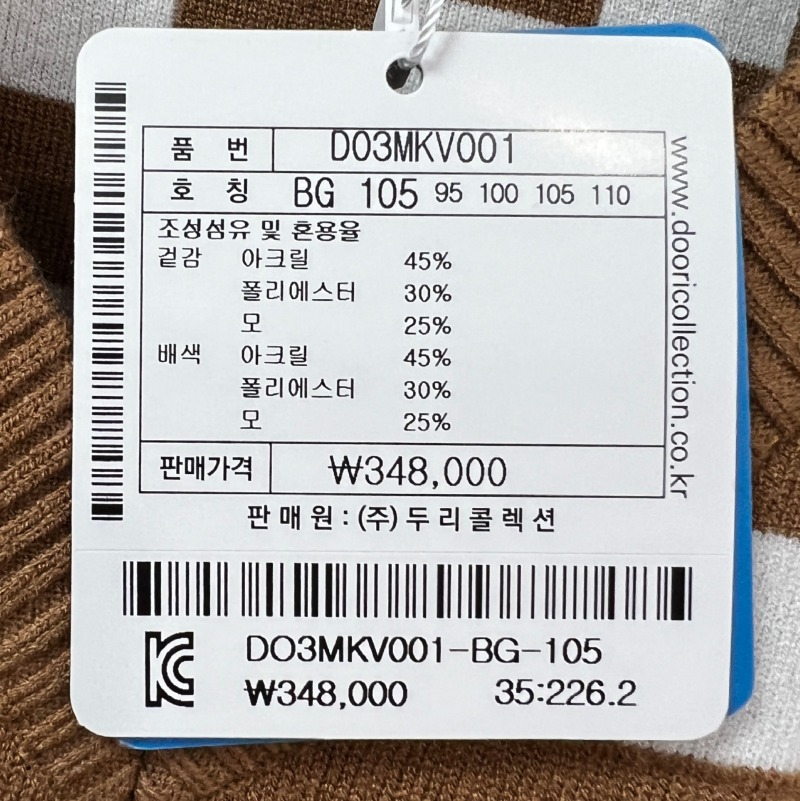 품 번 DO3MKV001
호 칭 BG 105 95 100 105 110
조성섬유 및 혼용율
겉감 아크릴 45%
폴리에스터 30%
모 25%
배색 아크릴 45%
폴리에스터 30%
모 25%
판매가격 ₩348,000
판매원 : (주)두리콜렉션
www.dooricollection.co.kr
DO3MKV001-BG-105
₩348,000 35:226.2